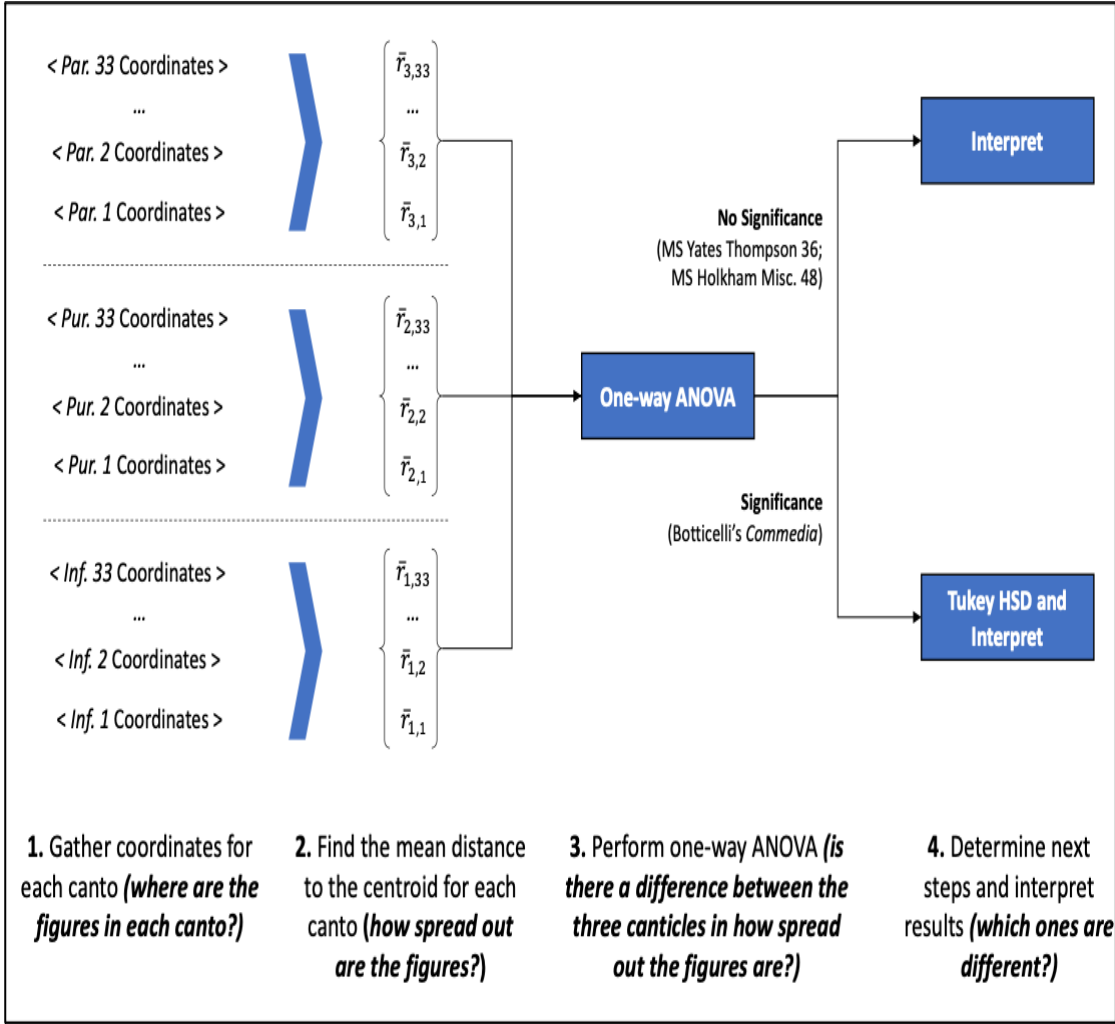 < Par. 33 Coordinates >
...
< Par. 2 Coordinates >
< Par. 1 Coordinates >
r̄3,33
...
r̄3,2
r̄3,1
< Pur. 33 Coordinates >
...
< Pur. 2 Coordinates >
< Pur. 1 Coordinates >
r̄2,33
...
r̄2,2
r̄2,1
< Inf. 33 Coordinates >
...
< Inf. 2 Coordinates >
< Inf. 1 Coordinates >
r̄1,33
...
r̄1,2
r̄1,1
One-way ANOVA
No Significance
(MS Yates Thompson 36;
MS Holkham Misc. 48)
Interpret
Significance
(Botticelli's Commedia)
Tukey HSD and
Interpret
1. Gather coordinates for
each canto (where are the
figures in each canto?)
2. Find the mean distance
to the centroid for each
canto (how spread out
are the figures?)
3. Perform one-way ANOVA (is
there a difference between the
three canticles in how spread
out the figures are?)
4. Determine next
steps and interpret
results (which ones are
different?)